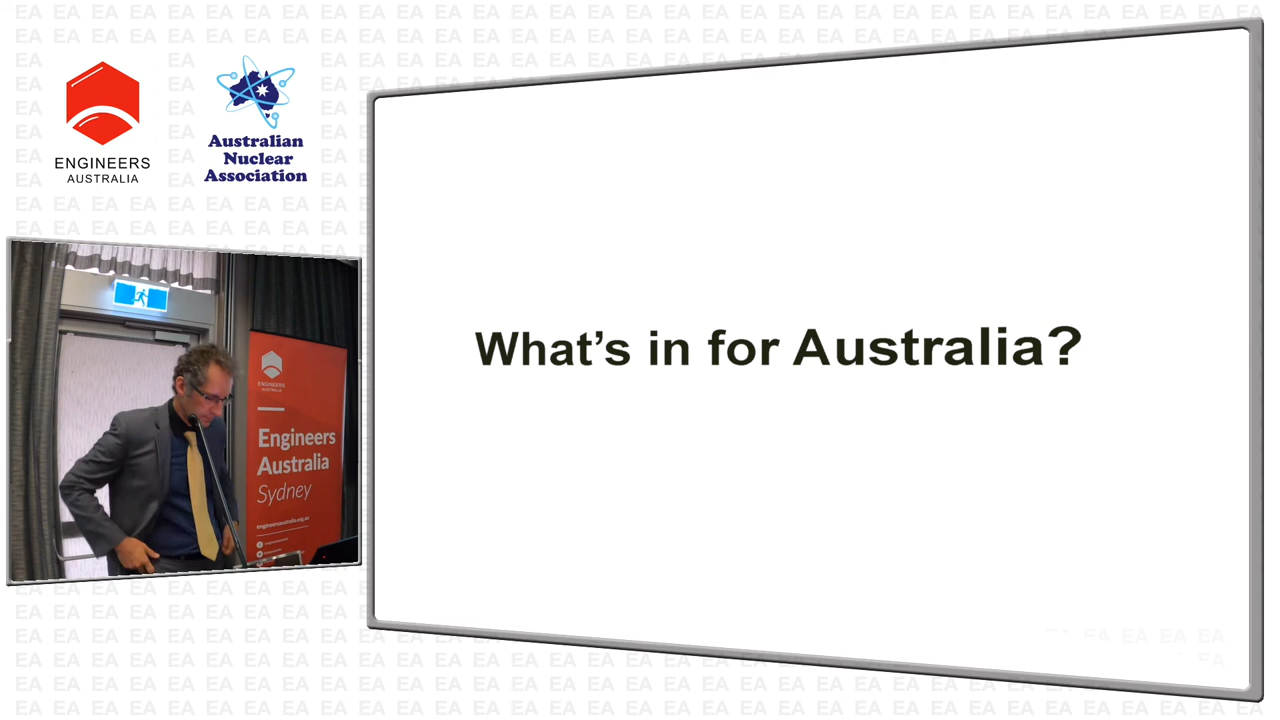 ENGINEERS
AUSTRALIA
Australian
Nuclear
Association
What's in for Australia?
ENGINEERS
AUSTRALIA
Engineers
Australia
Sydney
engineersaustralia.org.au